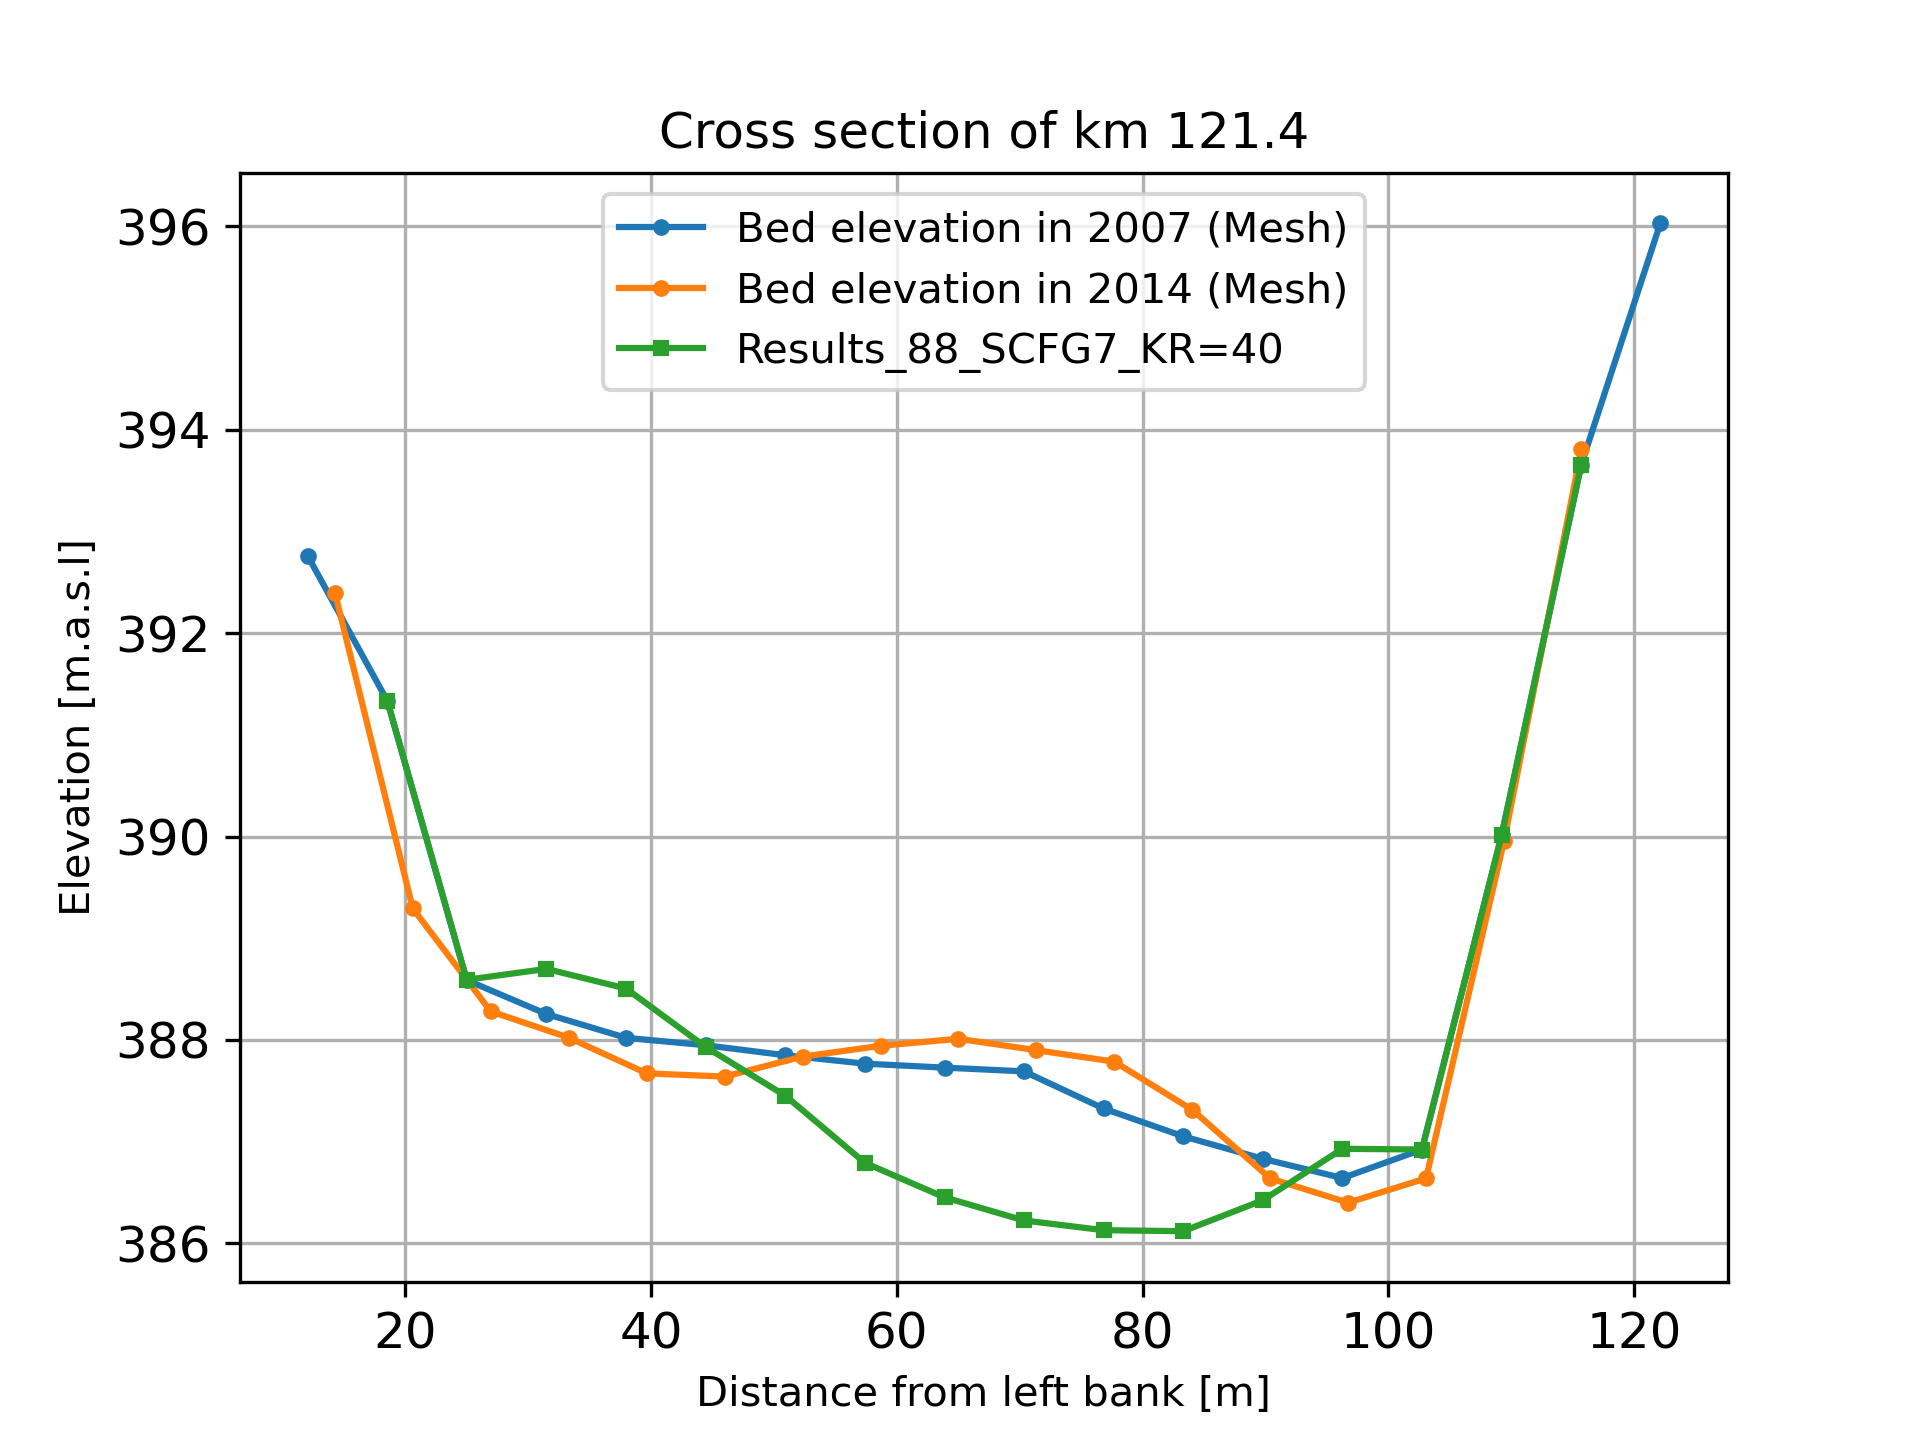 Cross section of km 121.4
Bed elevation in 2007 (Mesh)
Bed elevation in 2014 (Mesh)
Results_88_SCFG7_KR=40
396
394
392
390
388
386
Elevation [m.a.s.l]
20 40 60 80 100 120
Distance from left bank [m]